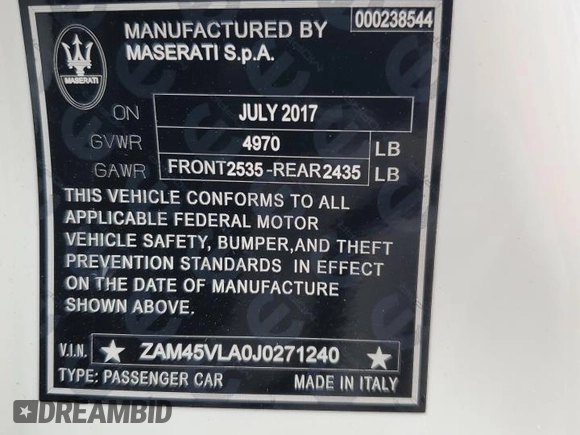 000238544
MANUFACTURED BY
MASERATI S.p.A.
MASERATI
ON JULY 2017
GVWR 4970 LB
GAWR FRONT2535-REAR2435 LB
THIS VEHICLE CONFORMS TO ALL
APPLICABLE FEDERAL MOTOR
VEHICLE SAFETY, BUMPER,AND THEFT
PREVENTION STANDARDS IN EFFECT
ON THE DATE OF MANUFACTURE
SHOWN ABOVE.
V.I.N. ★ ZAM45VLA0J0271240 ★
TYPE: PASSENGER CAR MADE IN ITALY
DREAMBID